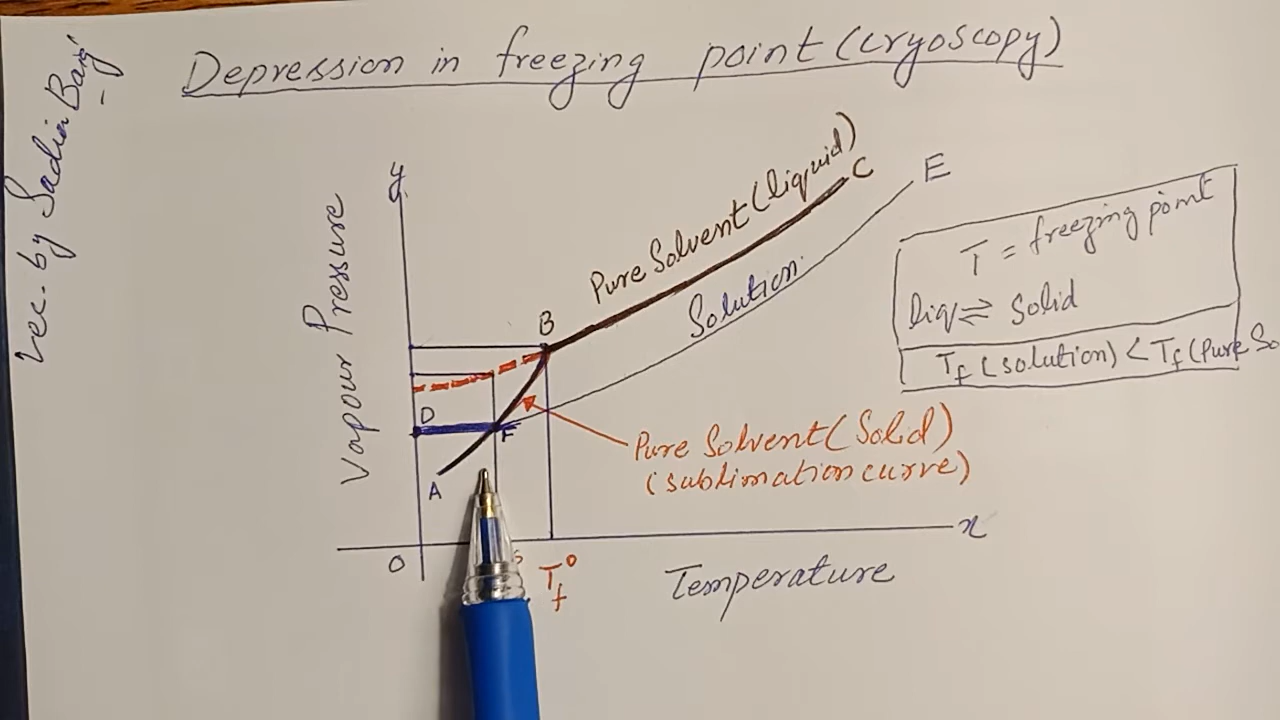 Depression in freezing point (cryoscopy)
Lec. by Sadia Baig
y
Vapour Pressure
Pure Solvent (liquid)
C
E
Solution
B
D
F
A
Pure Solvent (Solid)
(sublimation curve)
O
x
Tf°
Temperature
T = freezing point
Liq ⇌ Solid
Tf (solution) < Tf (Pure So